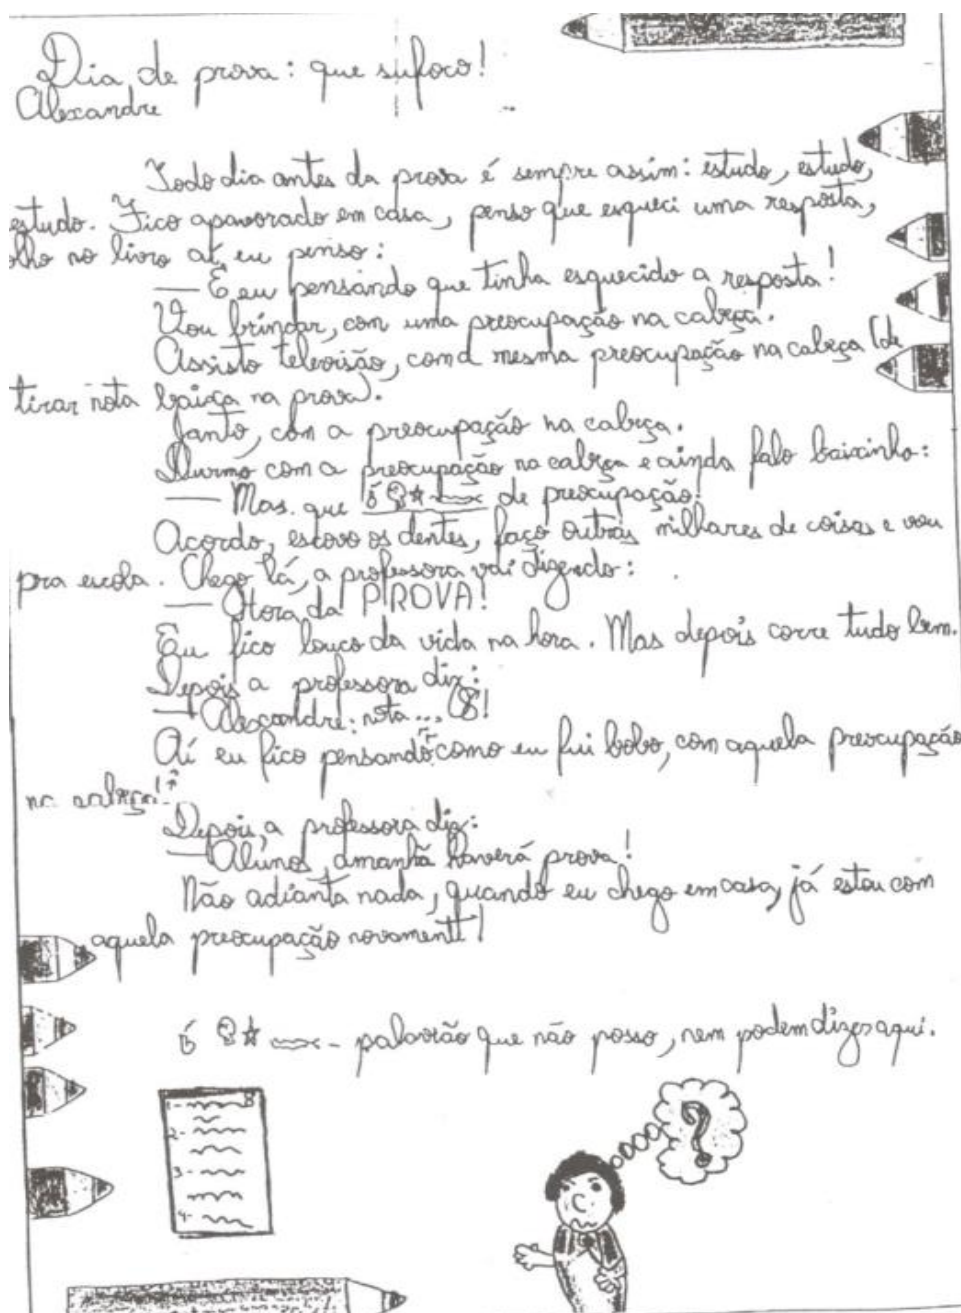 Dia de prova: que sufoco!
Alexandre
Todo dia antes da prova é sempre assim: estudo, estudo,
estudo. Fico apavorado em casa, penso que esqueci uma resposta,
olho no livro aí eu penso:
— E eu pensando que tinha esquecido a resposta!
Vou brincar, com uma preocupação na cabeça.
Assisto televisão, com a mesma preocupação na cabeça (de
tirar nota baixa na prova).
Janto, com a preocupação na cabeça.
Durmo com a preocupação na cabeça e ainda falo baixinho:
— Mas que de preocupação!
Acordo, escovo os dentes, faço outras milhares de coisas e vou
pra escola. Chego lá, a professora vai dizendo:
— Hora da PROVA!
Eu fico louco da vida na hora. Mas depois corre tudo bem.
Depois a professora diz:
— Alexandre: nota... 8!
Aí eu fico pensando: "como eu fui bobo, com aquela preocupação
na cabeça!"
Depois, a professora diz:
— Alunos, amanhã haverá prova!
Não adianta nada, quando eu chego em casa, já estou com
aquela preocupação novamente!
- palavrão que não posso, nem podem dizer aqui.
1- 8
2-
3-
4-
?